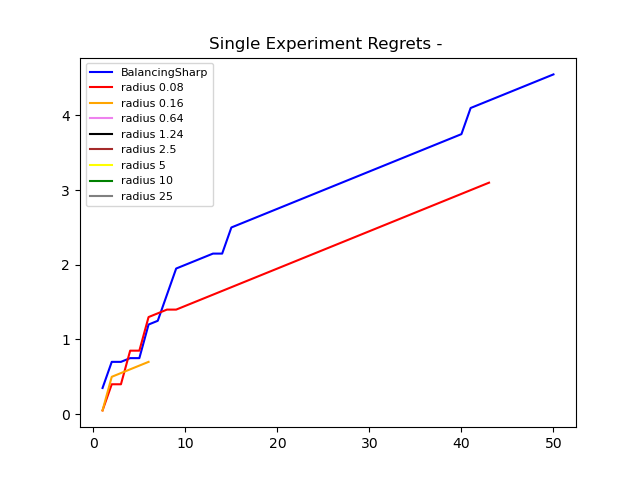 Single Experiment Regrets -
BalancingSharp
radius 0.08
radius 0.16
radius 0.64
radius 1.24
radius 2.5
radius 5
radius 10
radius 25
4
3
2
1
0
0 10 20 30 40 50